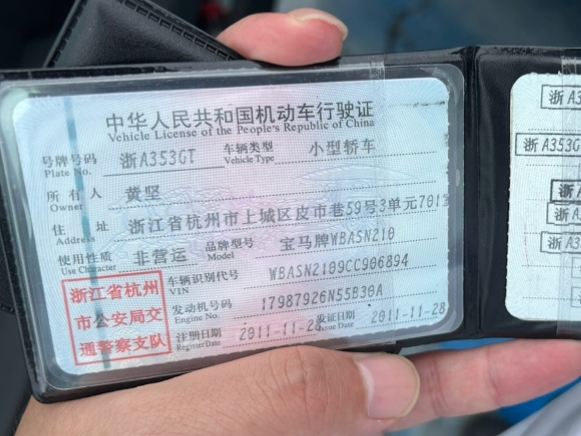 中华人民共和国机动车行驶证
Vehicle License of the People's Republic of China
号牌号码 浙A353GT 车辆类型 小型轿车
Plate No. Vehicle Type
所有人 黄坚
Owner
住址 浙江省杭州市上城区皮市巷59号3单元701室
Address
使用性质 非营运 品牌型号 宝马牌WBASN210
Use Character Model
浙江省杭州
市公安局交
通警察支队
车辆识别代号 WBASN2109CC906894
VIN
发动机号码 17987926N55B30A
Engine No.
注册日期 2011-11-28 发证日期 2011-11-28
Register Date Issue Date
浙A3
浙A353G
浙
浙A
浙A3